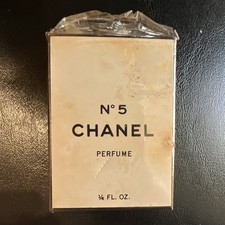 N° 5
CHANEL
PERFUME
¼ FL. OZ.